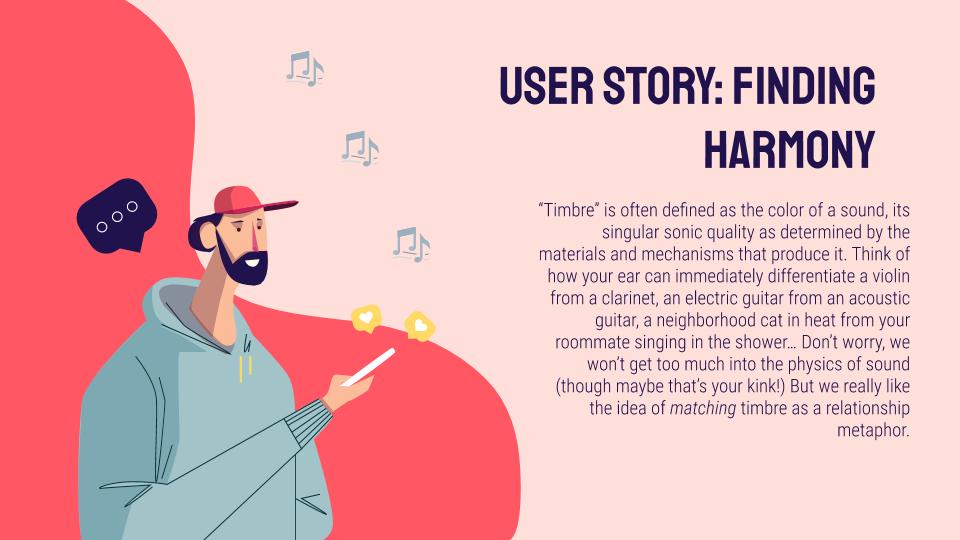 USER STORY: FINDING
HARMONY
“Timbre” is often defined as the color of a sound, its
singular sonic quality as determined by the
materials and mechanisms that produce it. Think of
how your ear can immediately differentiate a violin
from a clarinet, an electric guitar from an acoustic
guitar, a neighborhood cat in heat from your
roommate singing in the shower... Don’t worry, we
won’t get too much into the physics of sound
(though maybe that’s your kink!) But we really like
the idea of matching timbre as a relationship
metaphor.